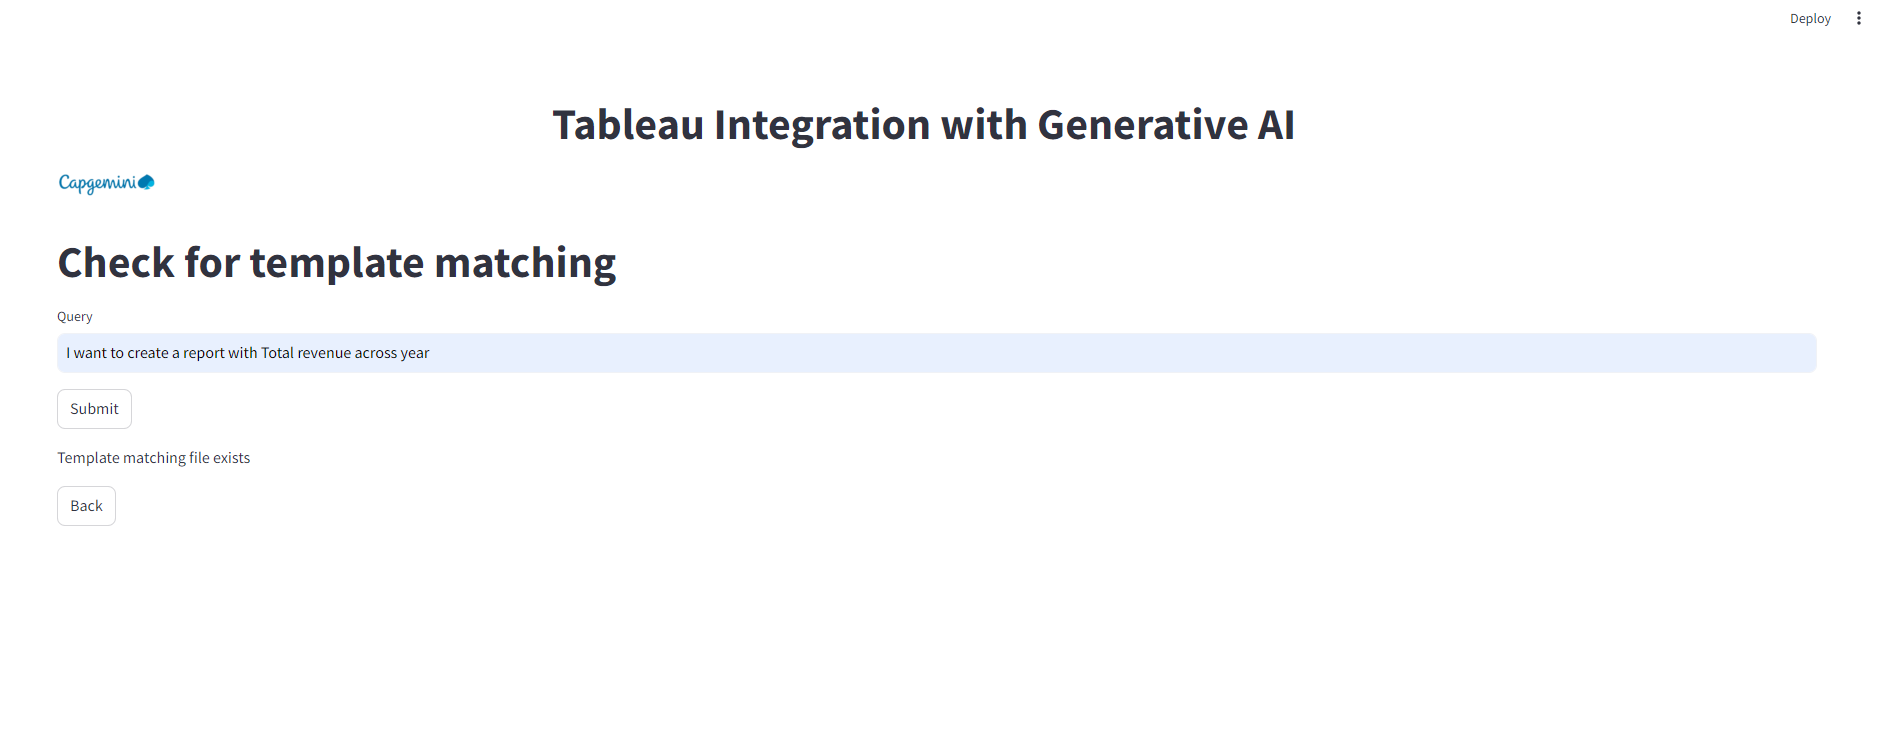 Deploy
Tableau Integration with Generative AI
Capgemini
Check for template matching
Query
I want to create a report with Total revenue across year
Submit
Template matching file exists
Back